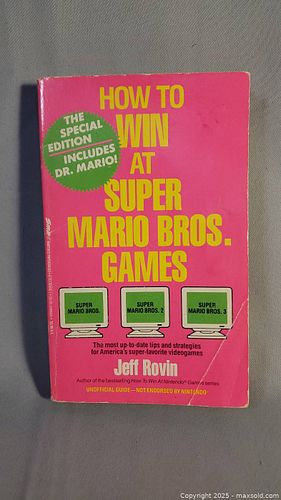 HOW TO
WIN
AT
SUPER
MARIO BROS.
GAMES
THE
SPECIAL
EDITION
INCLUDES
DR. MARIO!
SUPER
MARIO BROS.
SUPER
MARIO BROS. 2
SUPER
MARIO BROS. 3
The most up-to-date tips and strategies
for America's super-favorite videogames
Jeff Rovin
Author of the bestselling How To Win At Nintendo® Games series
UNOFFICIAL GUIDE—NOT ENDORSED BY NINTENDO
Copyright 2025 - maxsold.com